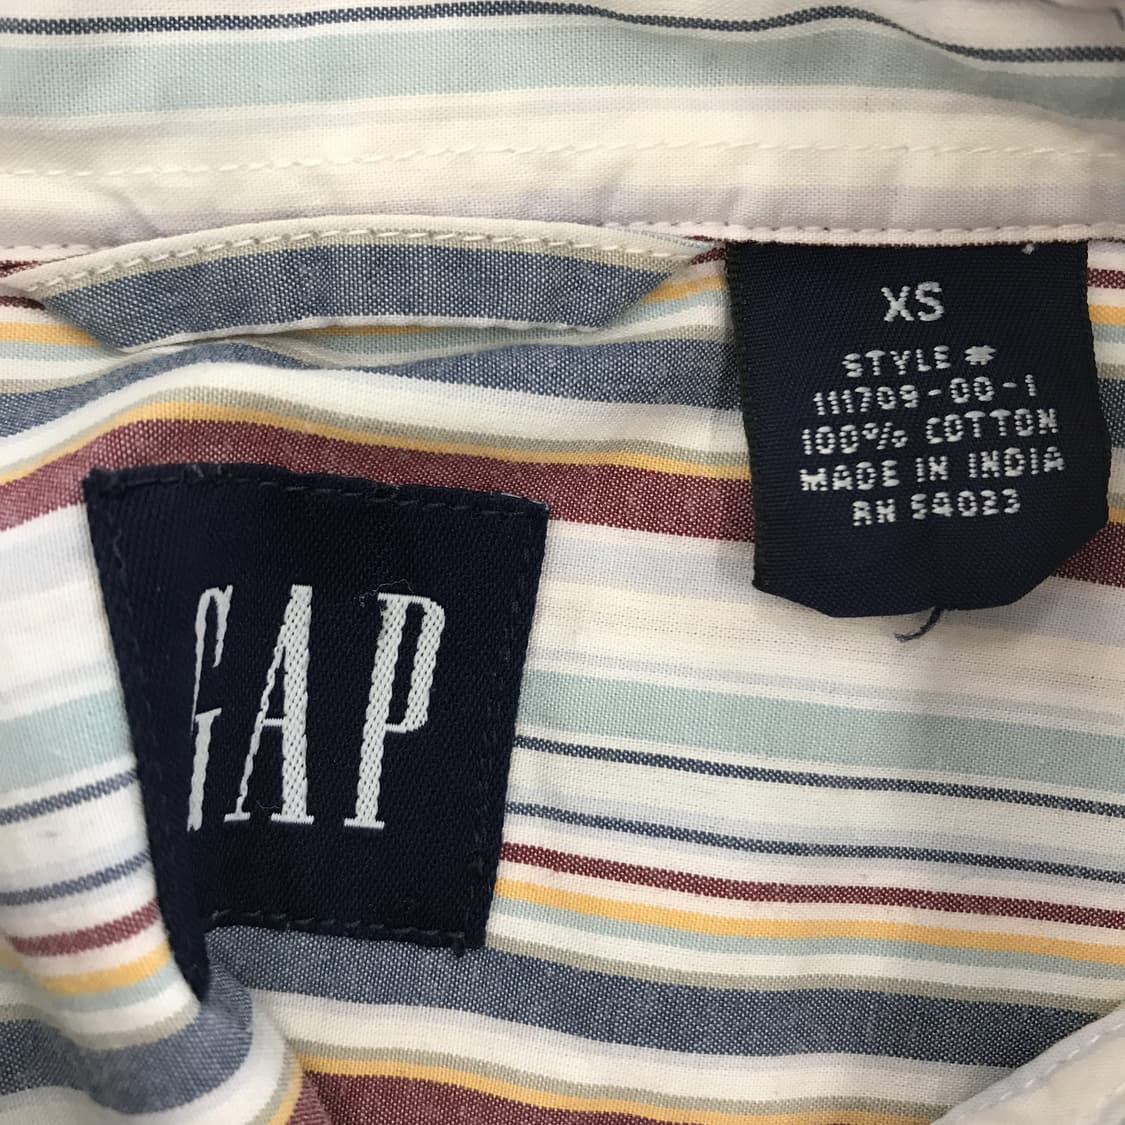 XS
STYLE #
111709-00-1
100% COTTON
MADE IN INDIA
RN 54023
GAP